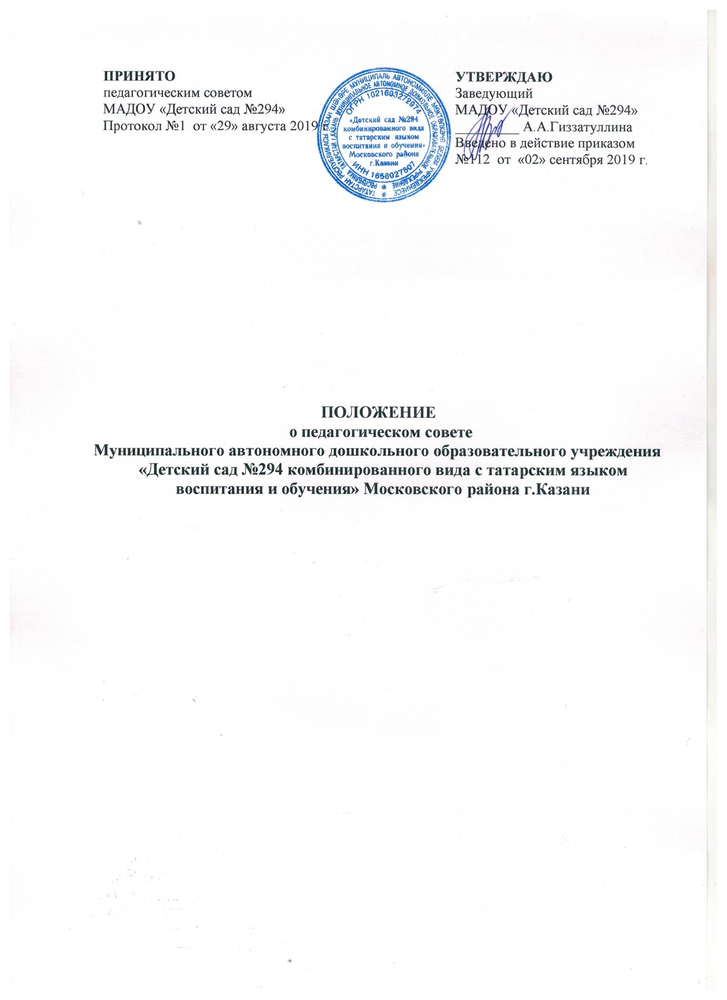 ПРИНЯТО
педагогическим советом
МАДОУ «Детский сад №294»
Протокол №1 от «29» августа 2019 г.
УТВЕРЖДАЮ
Заведующий
МАДОУ «Детский сад №294»
__________ А.А.Гиззатуллина
Введено в действие приказом
№112 от «02» сентября 2019 г.
ТАТАРСТАН РЕСПУБЛИКАСЫ КАЗАН ШӘҺӘРЕ МУНИЦИПАЛЬ АВТОНОМИЯЛЕ МӘКТӘПКӘЧӘ БЕЛЕМ УЧРЕЖДЕНИЕСЕ
РЕСПУБЛИКА ТАТАРСТАН г.КАЗАНЬ МУНИЦИПАЛЬНОЕ АВТОНОМНОЕ ДОШКОЛЬНОЕ ОБРАЗОВАТЕЛЬНОЕ УЧРЕЖДЕНИЕ
ОГРН 1021603272974
«Детский сад №294
комбинированного вида
с татарским языком
воспитания и обучения»
Московского района
г.Казани
ИНН 1658027807
ПОЛОЖЕНИЕ
о педагогическом совете
Муниципального автономного дошкольного образовательного учреждения
«Детский сад №294 комбинированного вида с татарским языком
воспитания и обучения» Московского района г.Казани